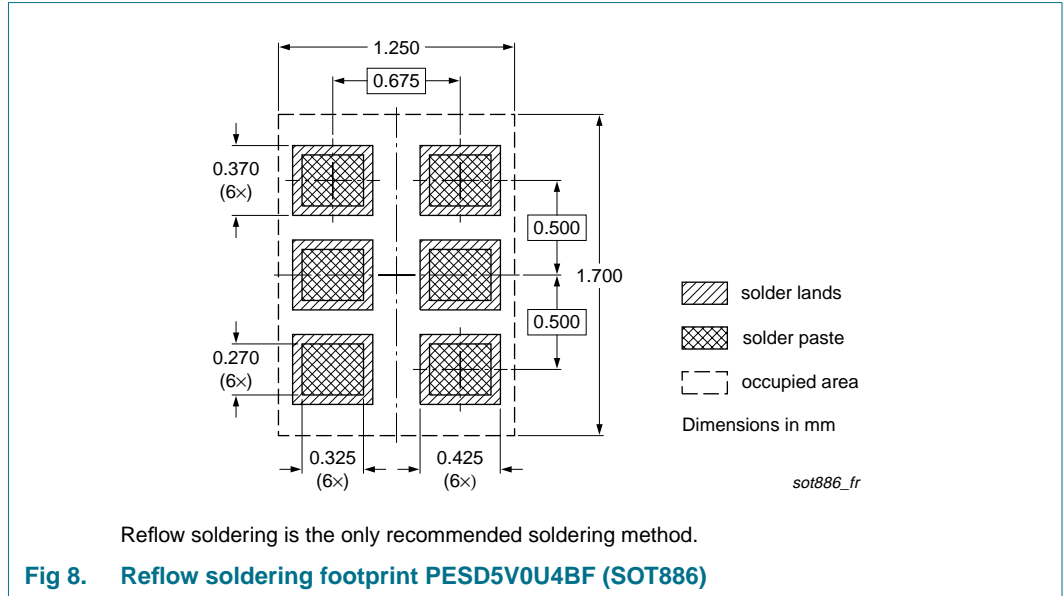 1.250
0.675
0.370
(6×)
0.500
1.700
solder lands
0.500
solder paste
0.270
(6×)
occupied area
Dimensions in mm
0.325
(6×)
0.425
(6×)
sot886_fr
Reflow soldering is the only recommended soldering method.
Fig 8. Reflow soldering footprint PESD5V0U4BF (SOT886)